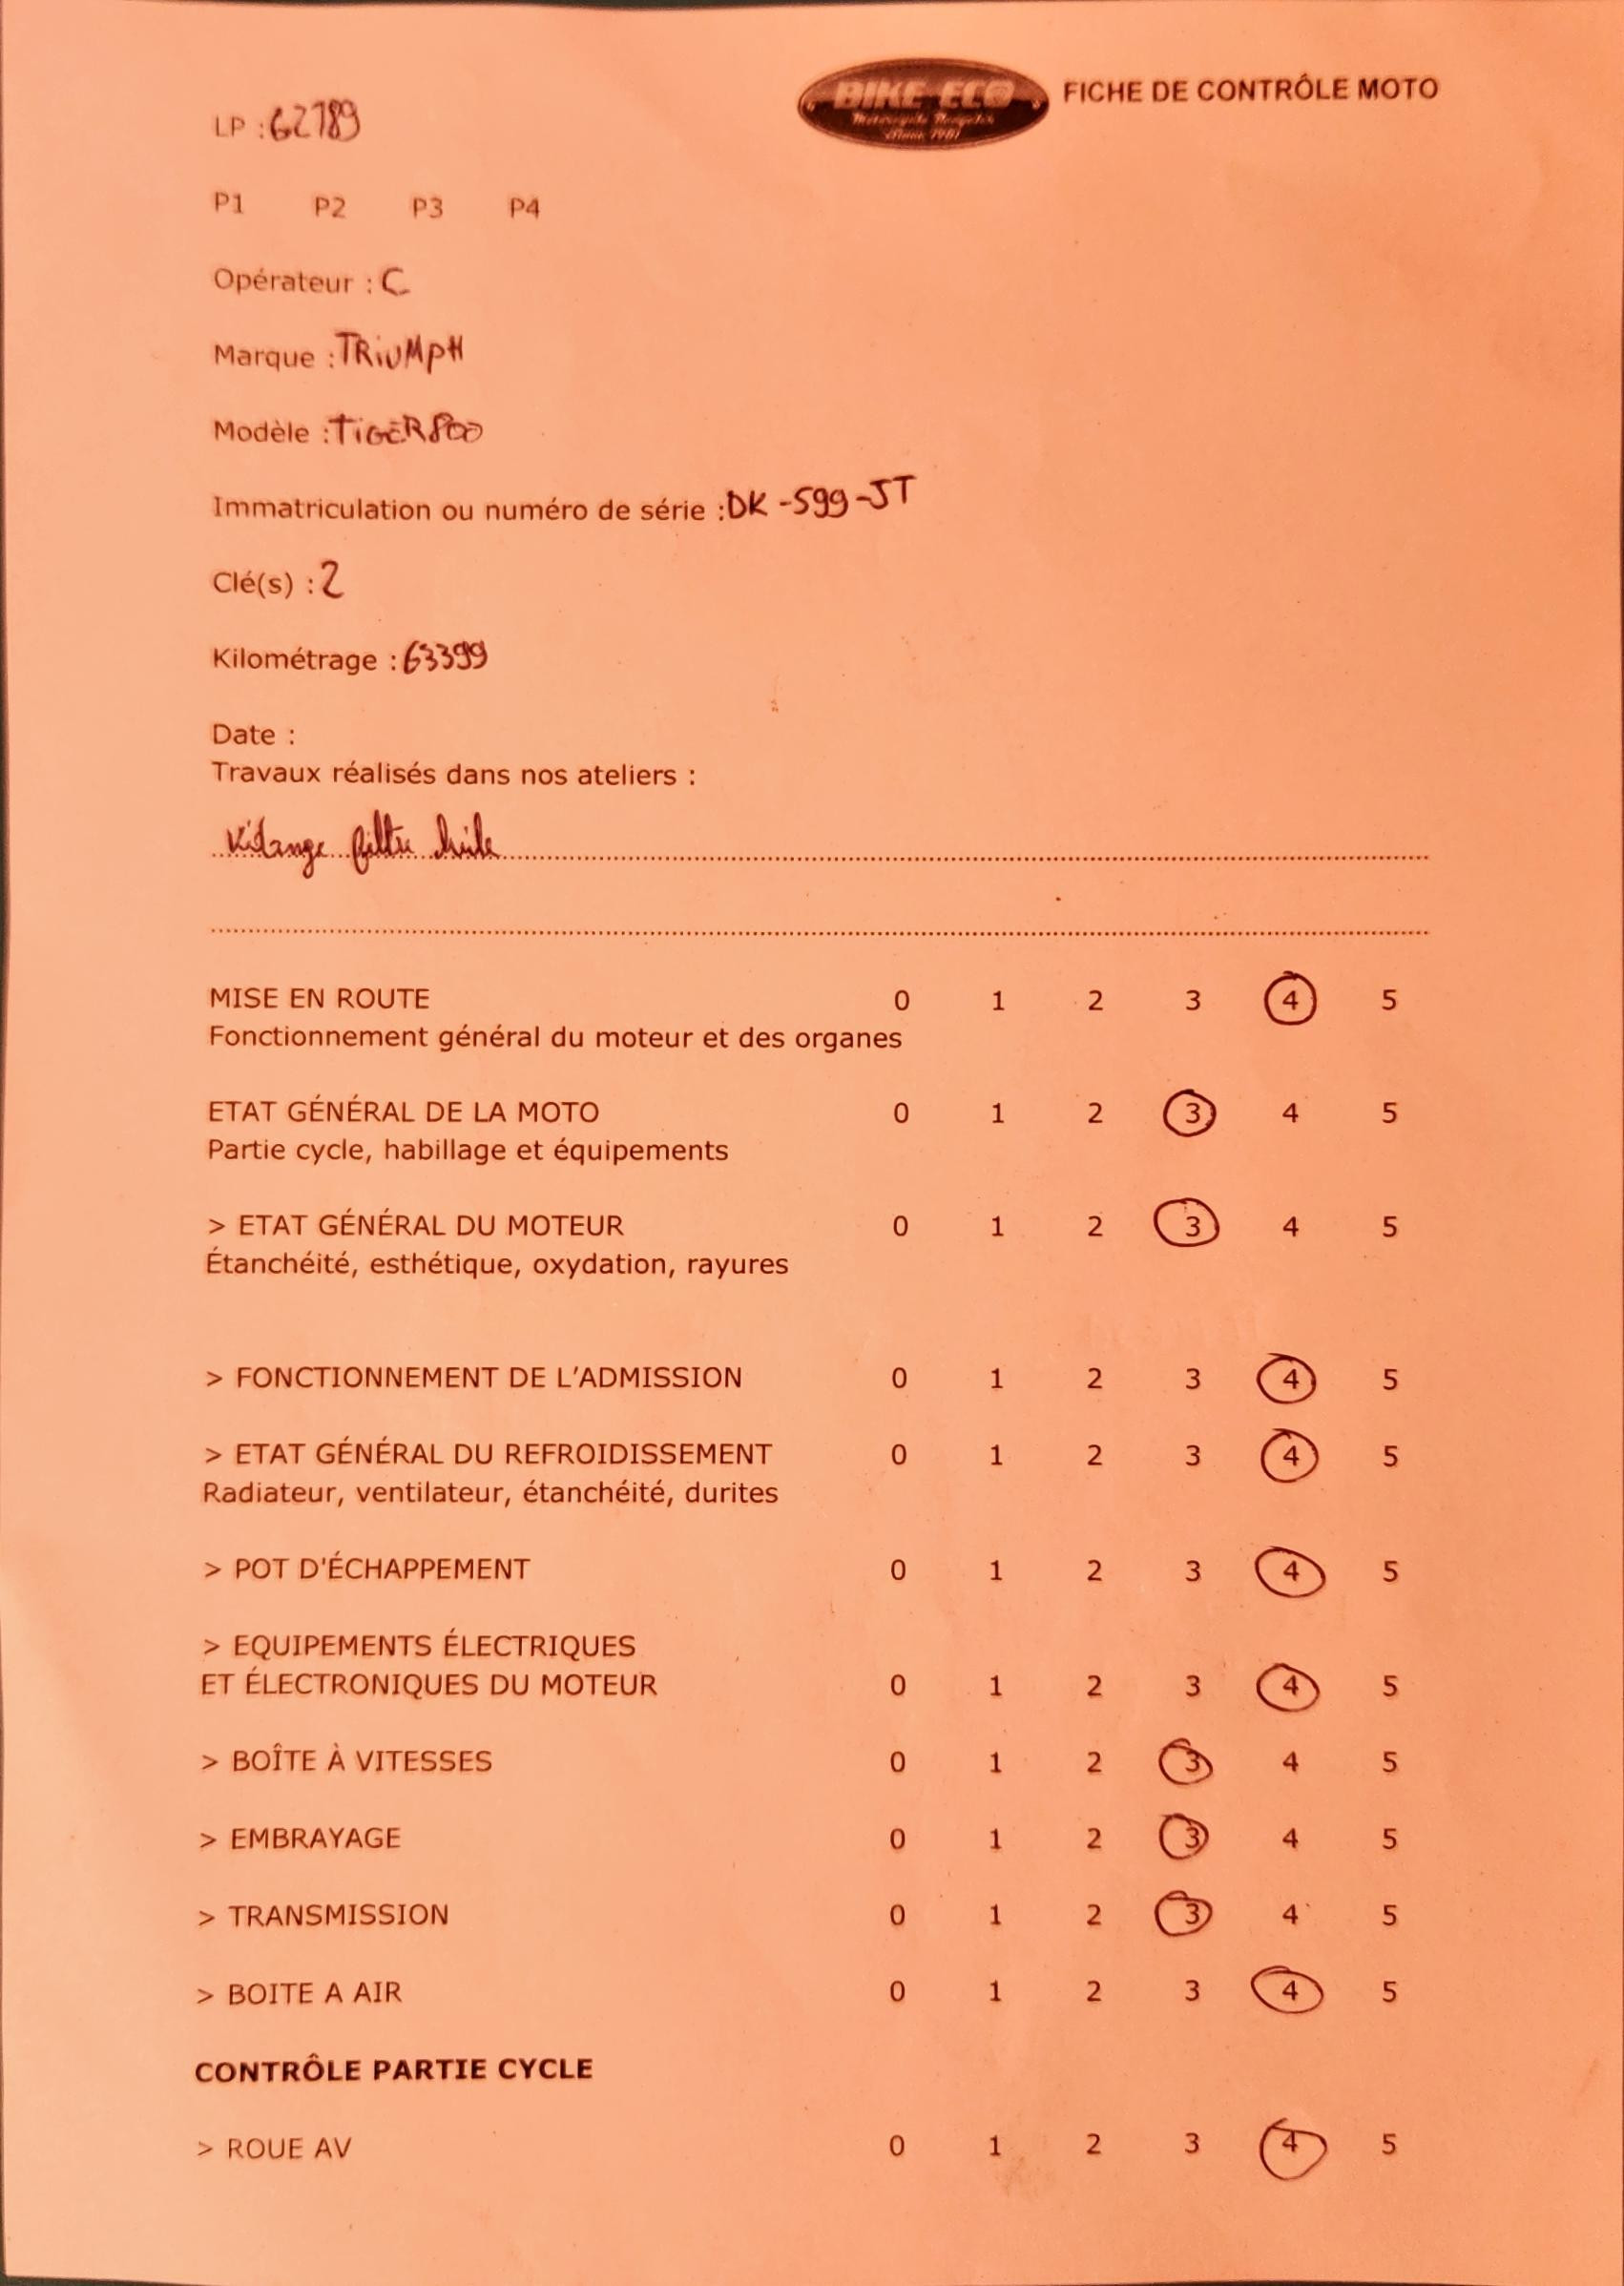 BIKE ECO
FICHE DE CONTRÔLE MOTO
LP : 62789
P1 P2 P3 P4
Opérateur : C
Marque : TRiUMPH
Modèle : TiGER 800
Immatriculation ou numéro de série : DK-599-JT
Clé(s) : 2
Kilométrage : 63399
Date :
Travaux réalisés dans nos ateliers :
Vidange filtre huile
MISE EN ROUTE 0 1 2 3 4 5
Fonctionnement général du moteur et des organes
ETAT GÉNÉRAL DE LA MOTO 0 1 2 3 4 5
Partie cycle, habillage et équipements
> ETAT GÉNÉRAL DU MOTEUR 0 1 2 3 4 5
Étanchéité, esthétique, oxydation, rayures
> FONCTIONNEMENT DE L'ADMISSION 0 1 2 3 4 5
> ETAT GÉNÉRAL DU REFROIDISSEMENT 0 1 2 3 4 5
Radiateur, ventilateur, étanchéité, durites
> POT D'ÉCHAPPEMENT 0 1 2 3 4 5
> EQUIPEMENTS ÉLECTRIQUES
ET ÉLECTRONIQUES DU MOTEUR 0 1 2 3 4 5
> BOÎTE À VITESSES 0 1 2 3 4 5
> EMBRAYAGE 0 1 2 3 4 5
> TRANSMISSION 0 1 2 3 4 5
> BOITE A AIR 0 1 2 3 4 5
CONTRÔLE PARTIE CYCLE
> ROUE AV 0 1 2 3 4 5